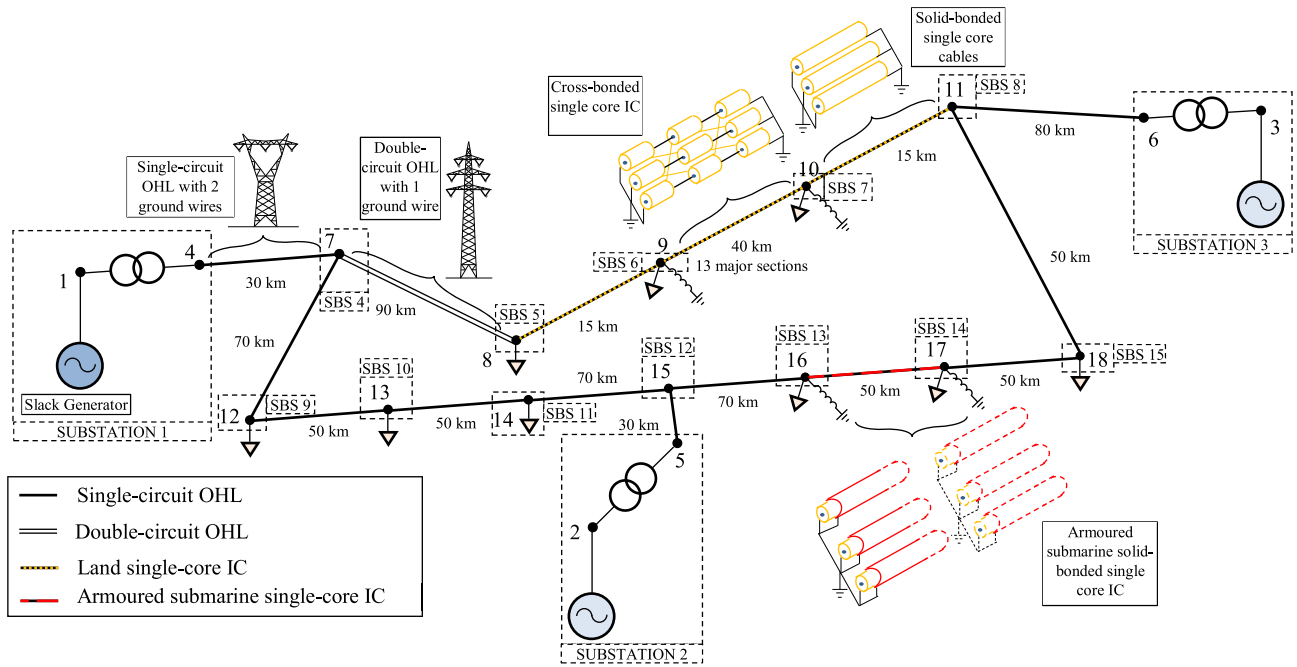 Solid-bonded
single core
cables
11
SBS 8
Cross-bonded
single core IC
6
3
80 km
15 km
Single-circuit
OHL with 2
ground wires
Double-
circuit OHL
with 1
ground wire
10
SBS 7
SUBSTATION 3
7
4
1
30 km
SBS 4
90 km
SBS 6
9
40 km
13 major sections
50 km
70 km
SBS 5
8
15 km
Slack Generator
SUBSTATION 1
12
SBS 9
SBS 10
13
50 km
50 km
14
SBS 11
70 km
SBS 12
15
30 km
70 km
SBS 13
16
50 km
SBS 14
17
50 km
18
SBS 15
5
2
SUBSTATION 2
Single-circuit OHL
Double-circuit OHL
Land single-core IC
Armoured submarine single-core IC
Armoured
submarine solid-
bonded single
core IC